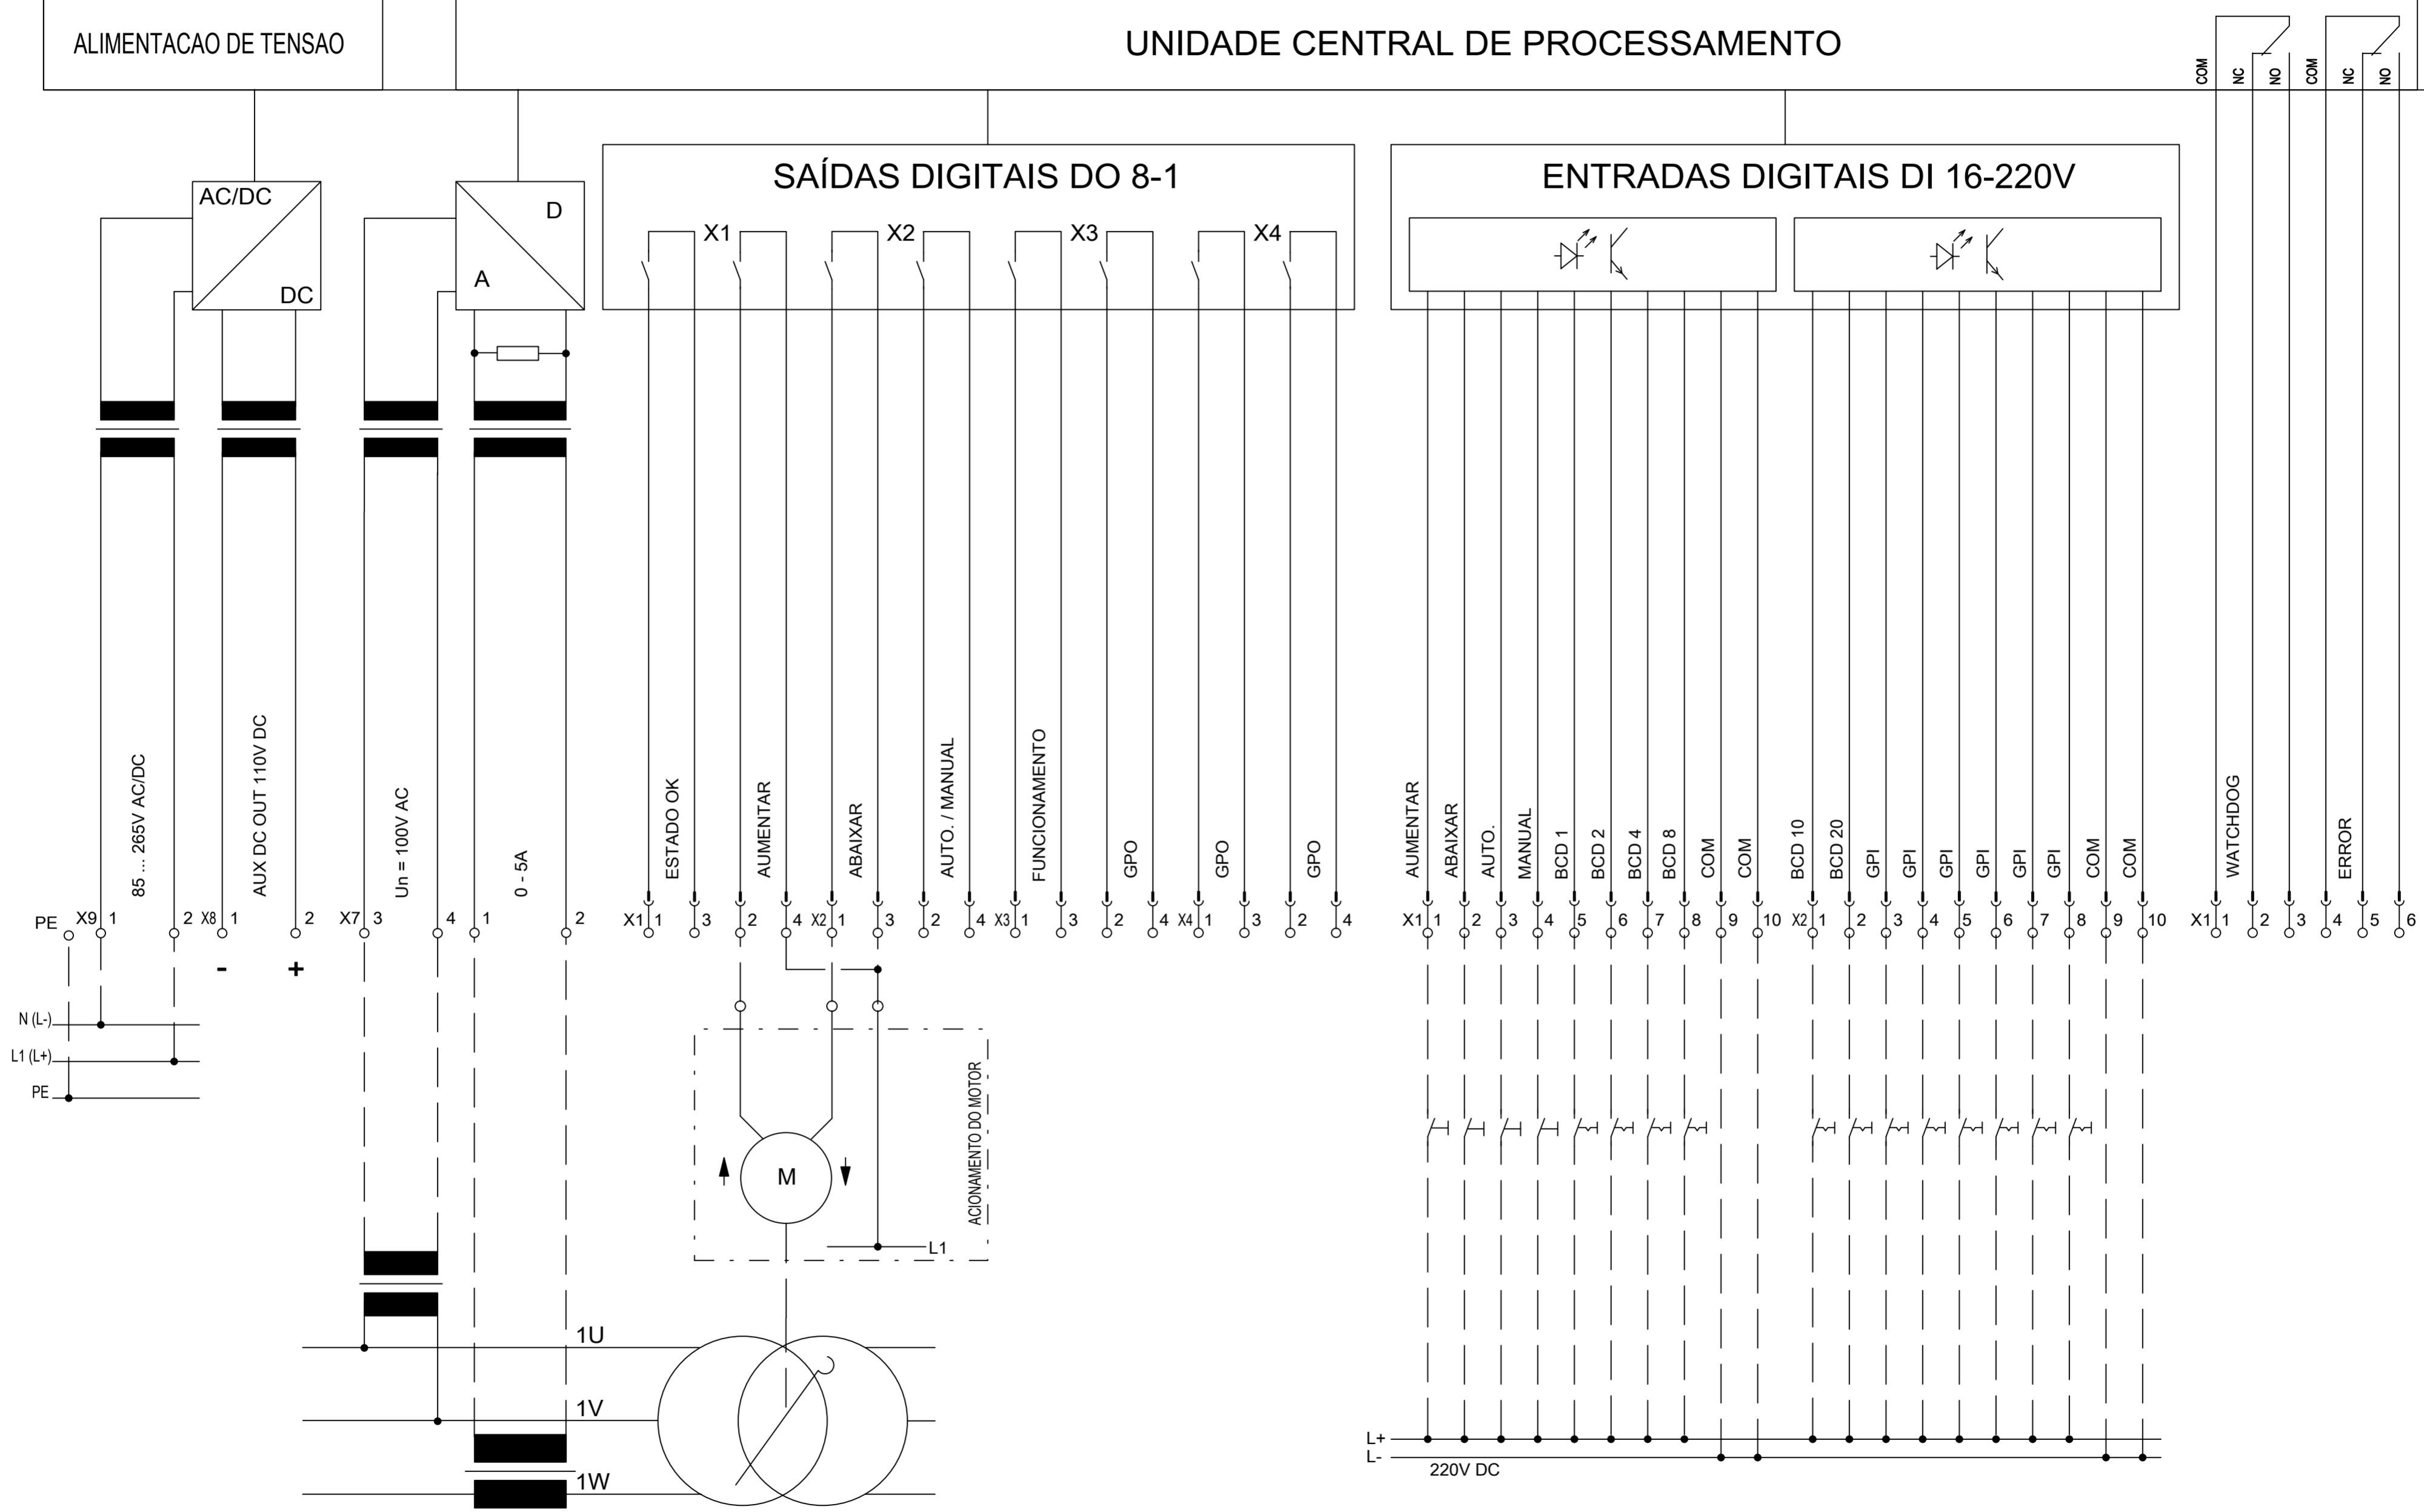 ALIMENTACAO DE TENSAO
UNIDADE CENTRAL DE PROCESSAMENTO
COM
NC
NO
COM
NC
NO
SAÍDAS DIGITAIS DO 8-1
ENTRADAS DIGITAIS DI 16-220V
AC/DC
DC
D
A
X1
X2
X3
X4
85 ... 265V AC/DC
AUX DC OUT 110V DC
Un = 100V AC
0 - 5A
ESTADO OK
AUMENTAR
ABAIXAR
AUTO. / MANUAL
FUNCIONAMENTO
GPO
GPO
GPO
AUMENTAR
ABAIXAR
AUTO.
MANUAL
BCD 1
BCD 2
BCD 4
BCD 8
COM
COM
BCD 10
BCD 20
GPI
GPI
GPI
GPI
GPI
GPI
COM
COM
WATCHDOG
ERROR
PE X9 1 2 X8 1 2 X7 3 4 1 2 X1 1 3 2 4 X2 1 3 2 4 X3 1 3 2 4 X4 1 3 2 4 X1 1 2 3 4 5 6 7 8 9 10 X2 1 2 3 4 5 6 7 8 9 10 X1 1 2 3 4 5 6
- +
N (L-)
L1 (L+)
PE
ACIONAMENTO DO MOTOR
M
L1
1U
1V
1W
L+
L-
220V DC